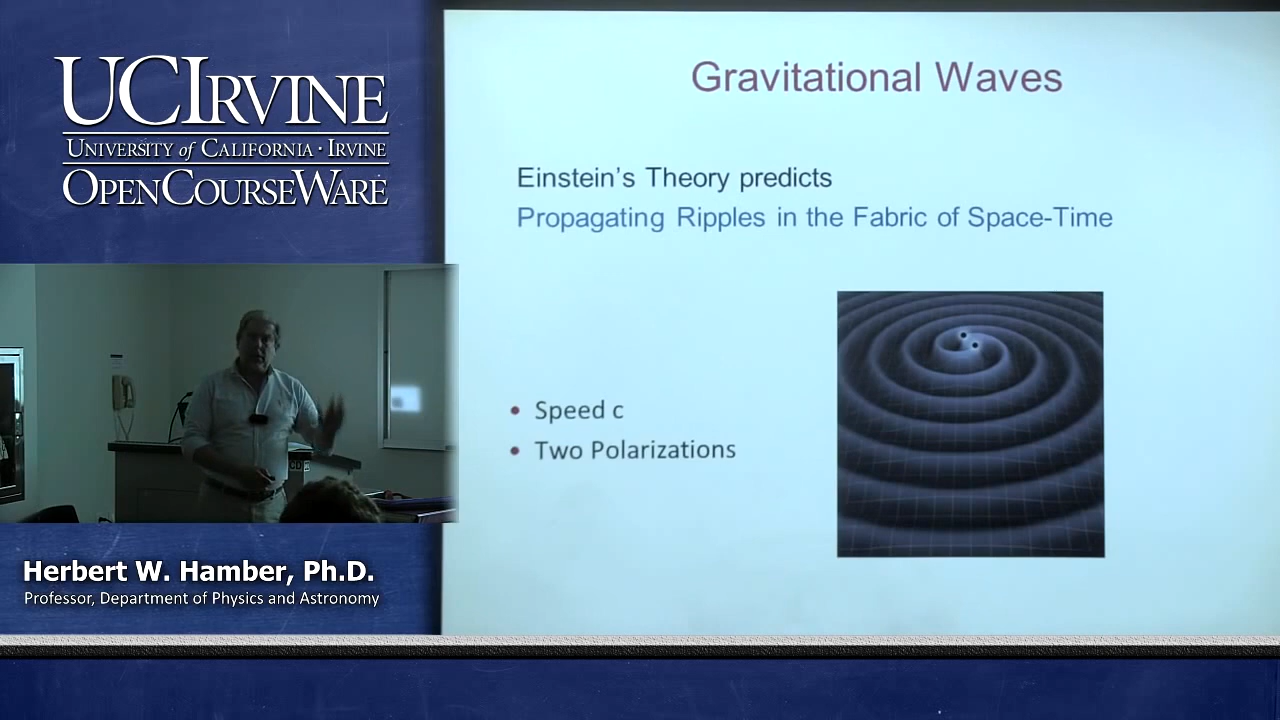 UCIRVINE
UNIVERSITY of CALIFORNIA · IRVINE
OPENCOURSEWARE
Herbert W. Hamber, Ph.D.
Professor, Department of Physics and Astronomy
Gravitational Waves
Einstein's Theory predicts
Propagating Ripples in the Fabric of Space-Time
• Speed c
• Two Polarizations